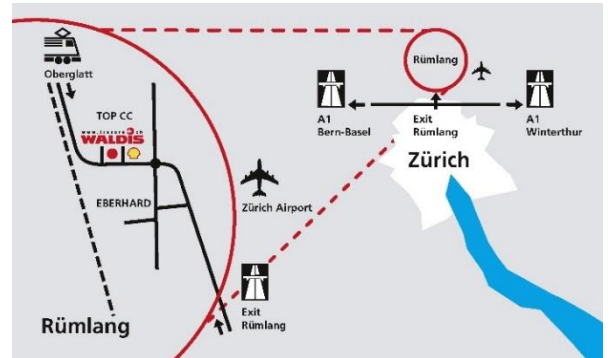 Oberglatt
TOP CC
www.tresore.ch
WALDIS
EBERHARD
Zürich Airport
Exit
Rümlang
Rümlang
Rümlang
A1
Bern-Basel
Exit
Rümlang
A1
Winterthur
Zürich